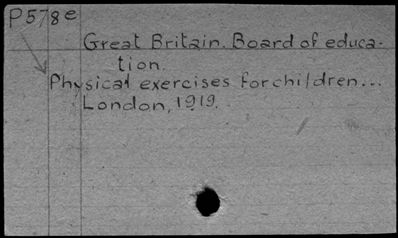 P578e
Great Britain. Board of educa-
tion.
Physical exercises for children...
London, 1919.